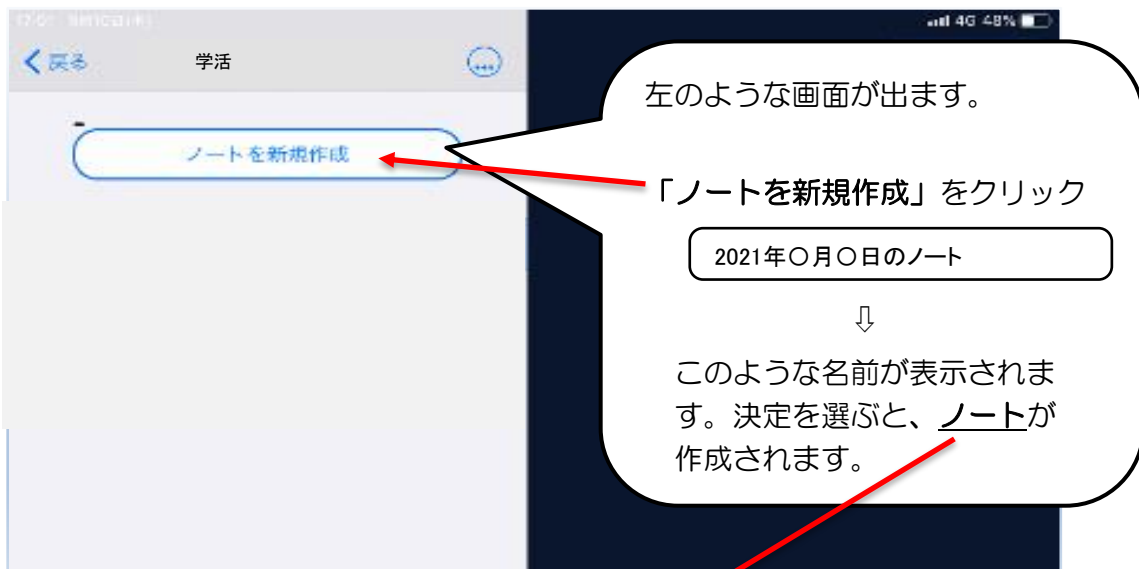 4G 48%
戻る
学活
ノートを新規作成
左のような画面が出ます。
「ノートを新規作成」をクリック
2021年〇月〇日のノート
⇩
このような名前が表示されま
す。決定を選ぶと、ノートが
作成されます。